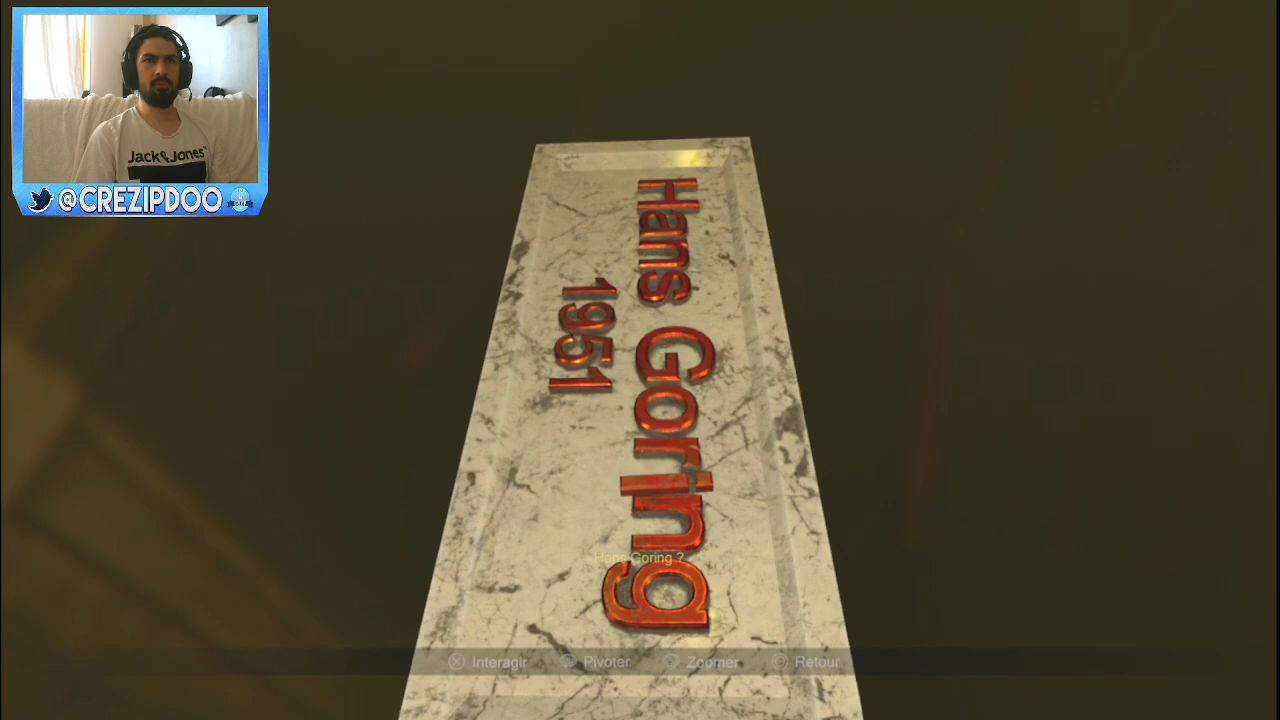 Jack&Jones
@CREZIPDOO
Hans Goring
1951
Hans Goring ?
Interagir Pivoter Zoomer Retour